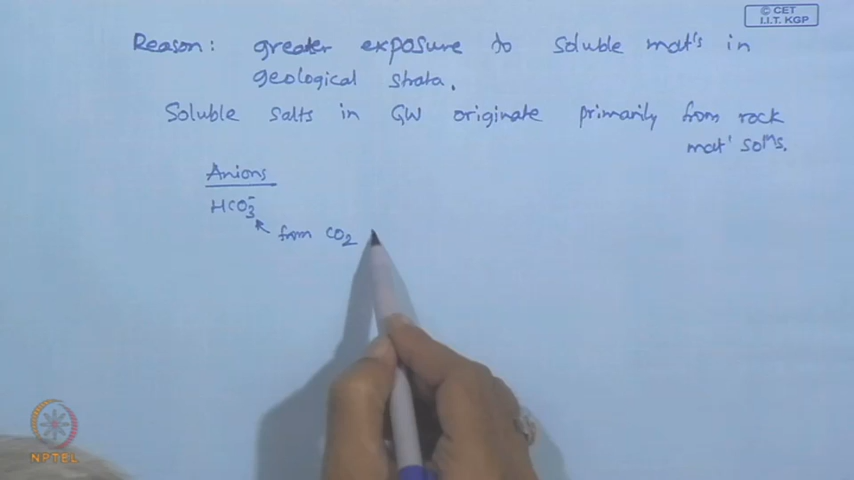 © CET
I.I.T. KGP
Reason: greater exposure to soluble mat's in
geological strata.
Soluble salts in GW originate primarily from rock
mat' solⁿs.
Anions
HCO₃⁻
from CO₂
NPTEL